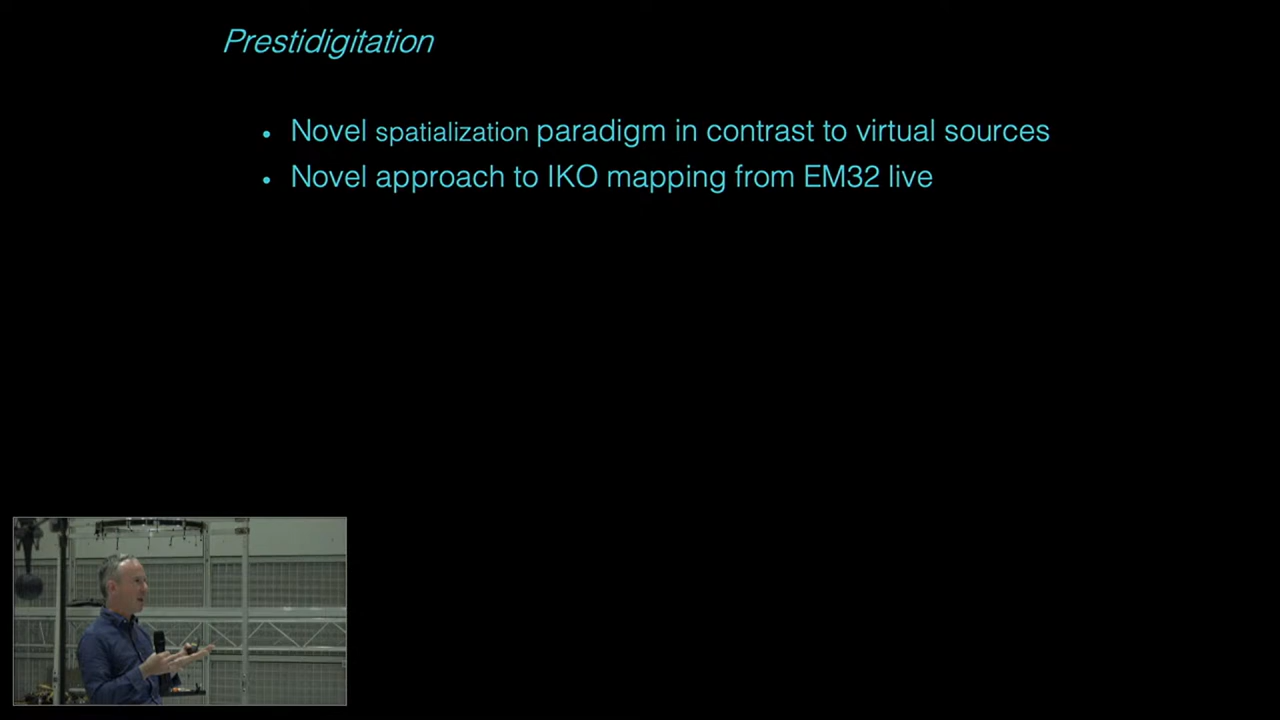 Prestidigitation
• Novel spatialization paradigm in contrast to virtual sources
• Novel approach to IKO mapping from EM32 live